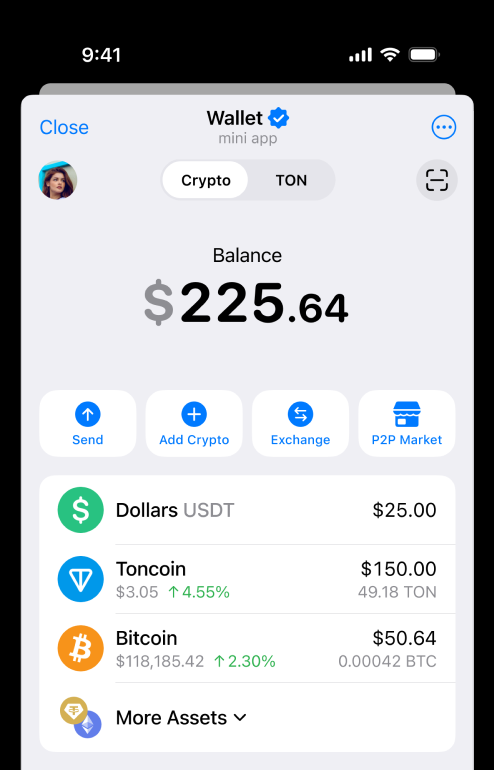 9:41
Close
Wallet
mini app
Crypto
TON
Balance
$225.64
Send
Add Crypto
Exchange
P2P Market
Dollars USDT
$25.00
Toncoin
$150.00
$3.05 ↑4.55%
49.18 TON
Bitcoin
$50.64
$118,185.42 ↑2.30%
0.00042 BTC
More Assets